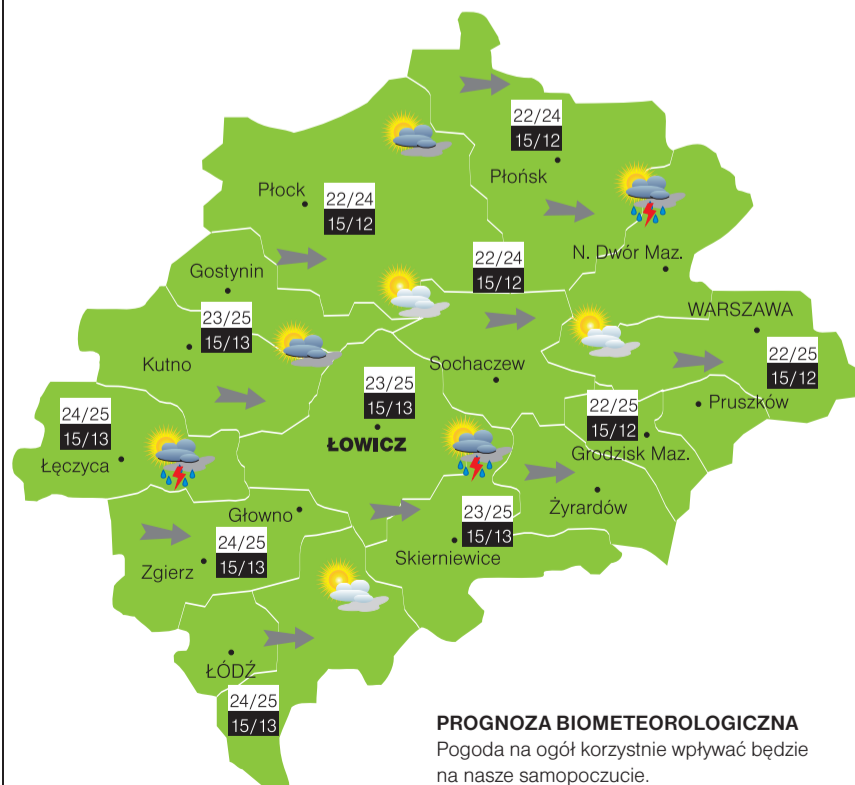 22/24
15/12
Płońsk
Płock
22/24
15/12
N. Dwór Maz.
22/24
15/12
Gostynin
WARSZAWA
23/25
15/13
Kutno
Sochaczew
22/25
15/12
23/25
15/13
ŁOWICZ
22/25
15/12
Pruszków
24/25
15/13
Łęczyca
Grodzisk Maz.
Żyrardów
Głowno
23/25
15/13
Skierniewice
24/25
15/13
Zgierz
ŁÓDŹ
24/25
15/13
PROGNOZA BIOMETEOROLOGICZNA
Pogoda na ogół korzystnie wpływać będzie
na nasze samopoczucie.